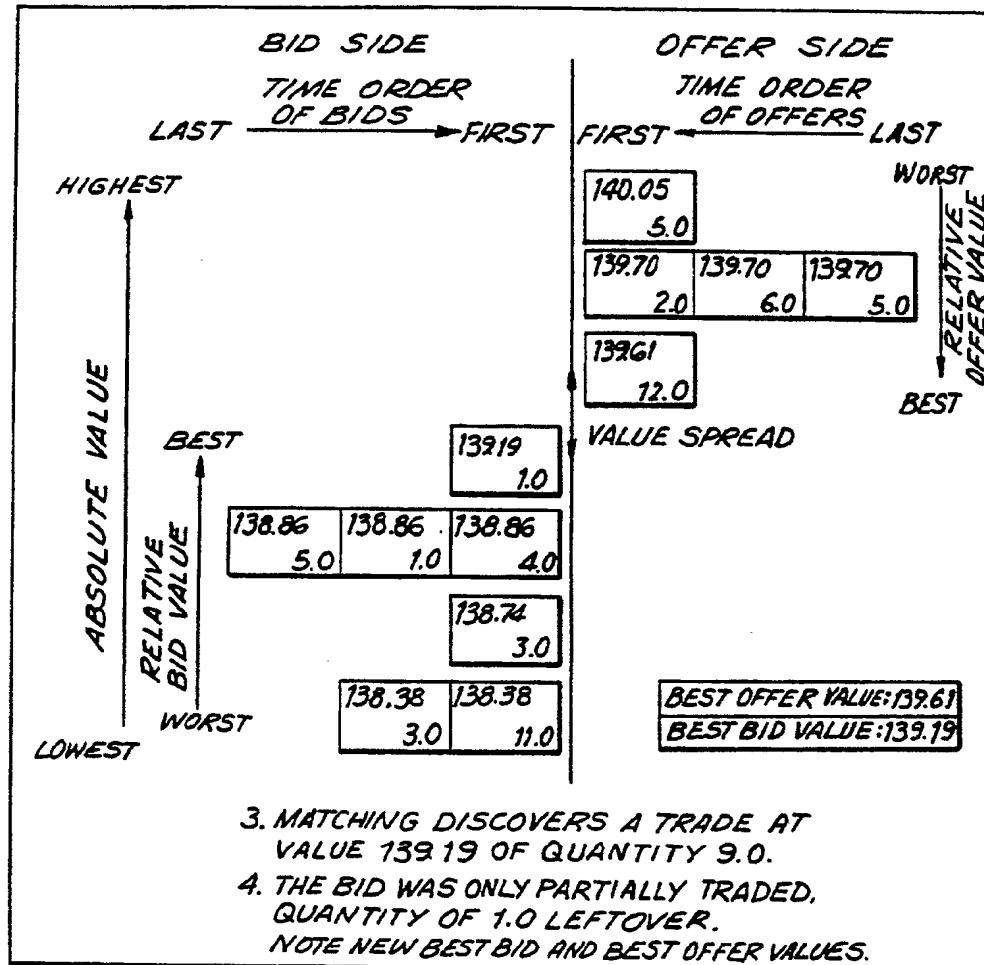 BID SIDE
OFFER SIDE
TIME ORDER
OF BIDS
TIME ORDER
OF OFFERS
LAST
FIRST
FIRST
LAST
HIGHEST
WORST
140.05
5.0
139.70 139.70 139.70
2.0 6.0 5.0
RELATIVE
OFFER VALUE
139.61
12.0
BEST
VALUE SPREAD
BEST
139.19
1.0
138.86 138.86 138.86
5.0 1.0 4.0
ABSOLUTE VALUE
RELATIVE
BID VALUE
138.74
3.0
138.38 138.38
3.0 11.0
WORST
LOWEST
BEST OFFER VALUE:139.61
BEST BID VALUE:139.19
3. MATCHING DISCOVERS A TRADE AT
VALUE 139.19 OF QUANTITY 9.0.
4. THE BID WAS ONLY PARTIALLY TRADED,
QUANTITY OF 1.0 LEFTOVER.
NOTE NEW BEST BID AND BEST OFFER VALUES.